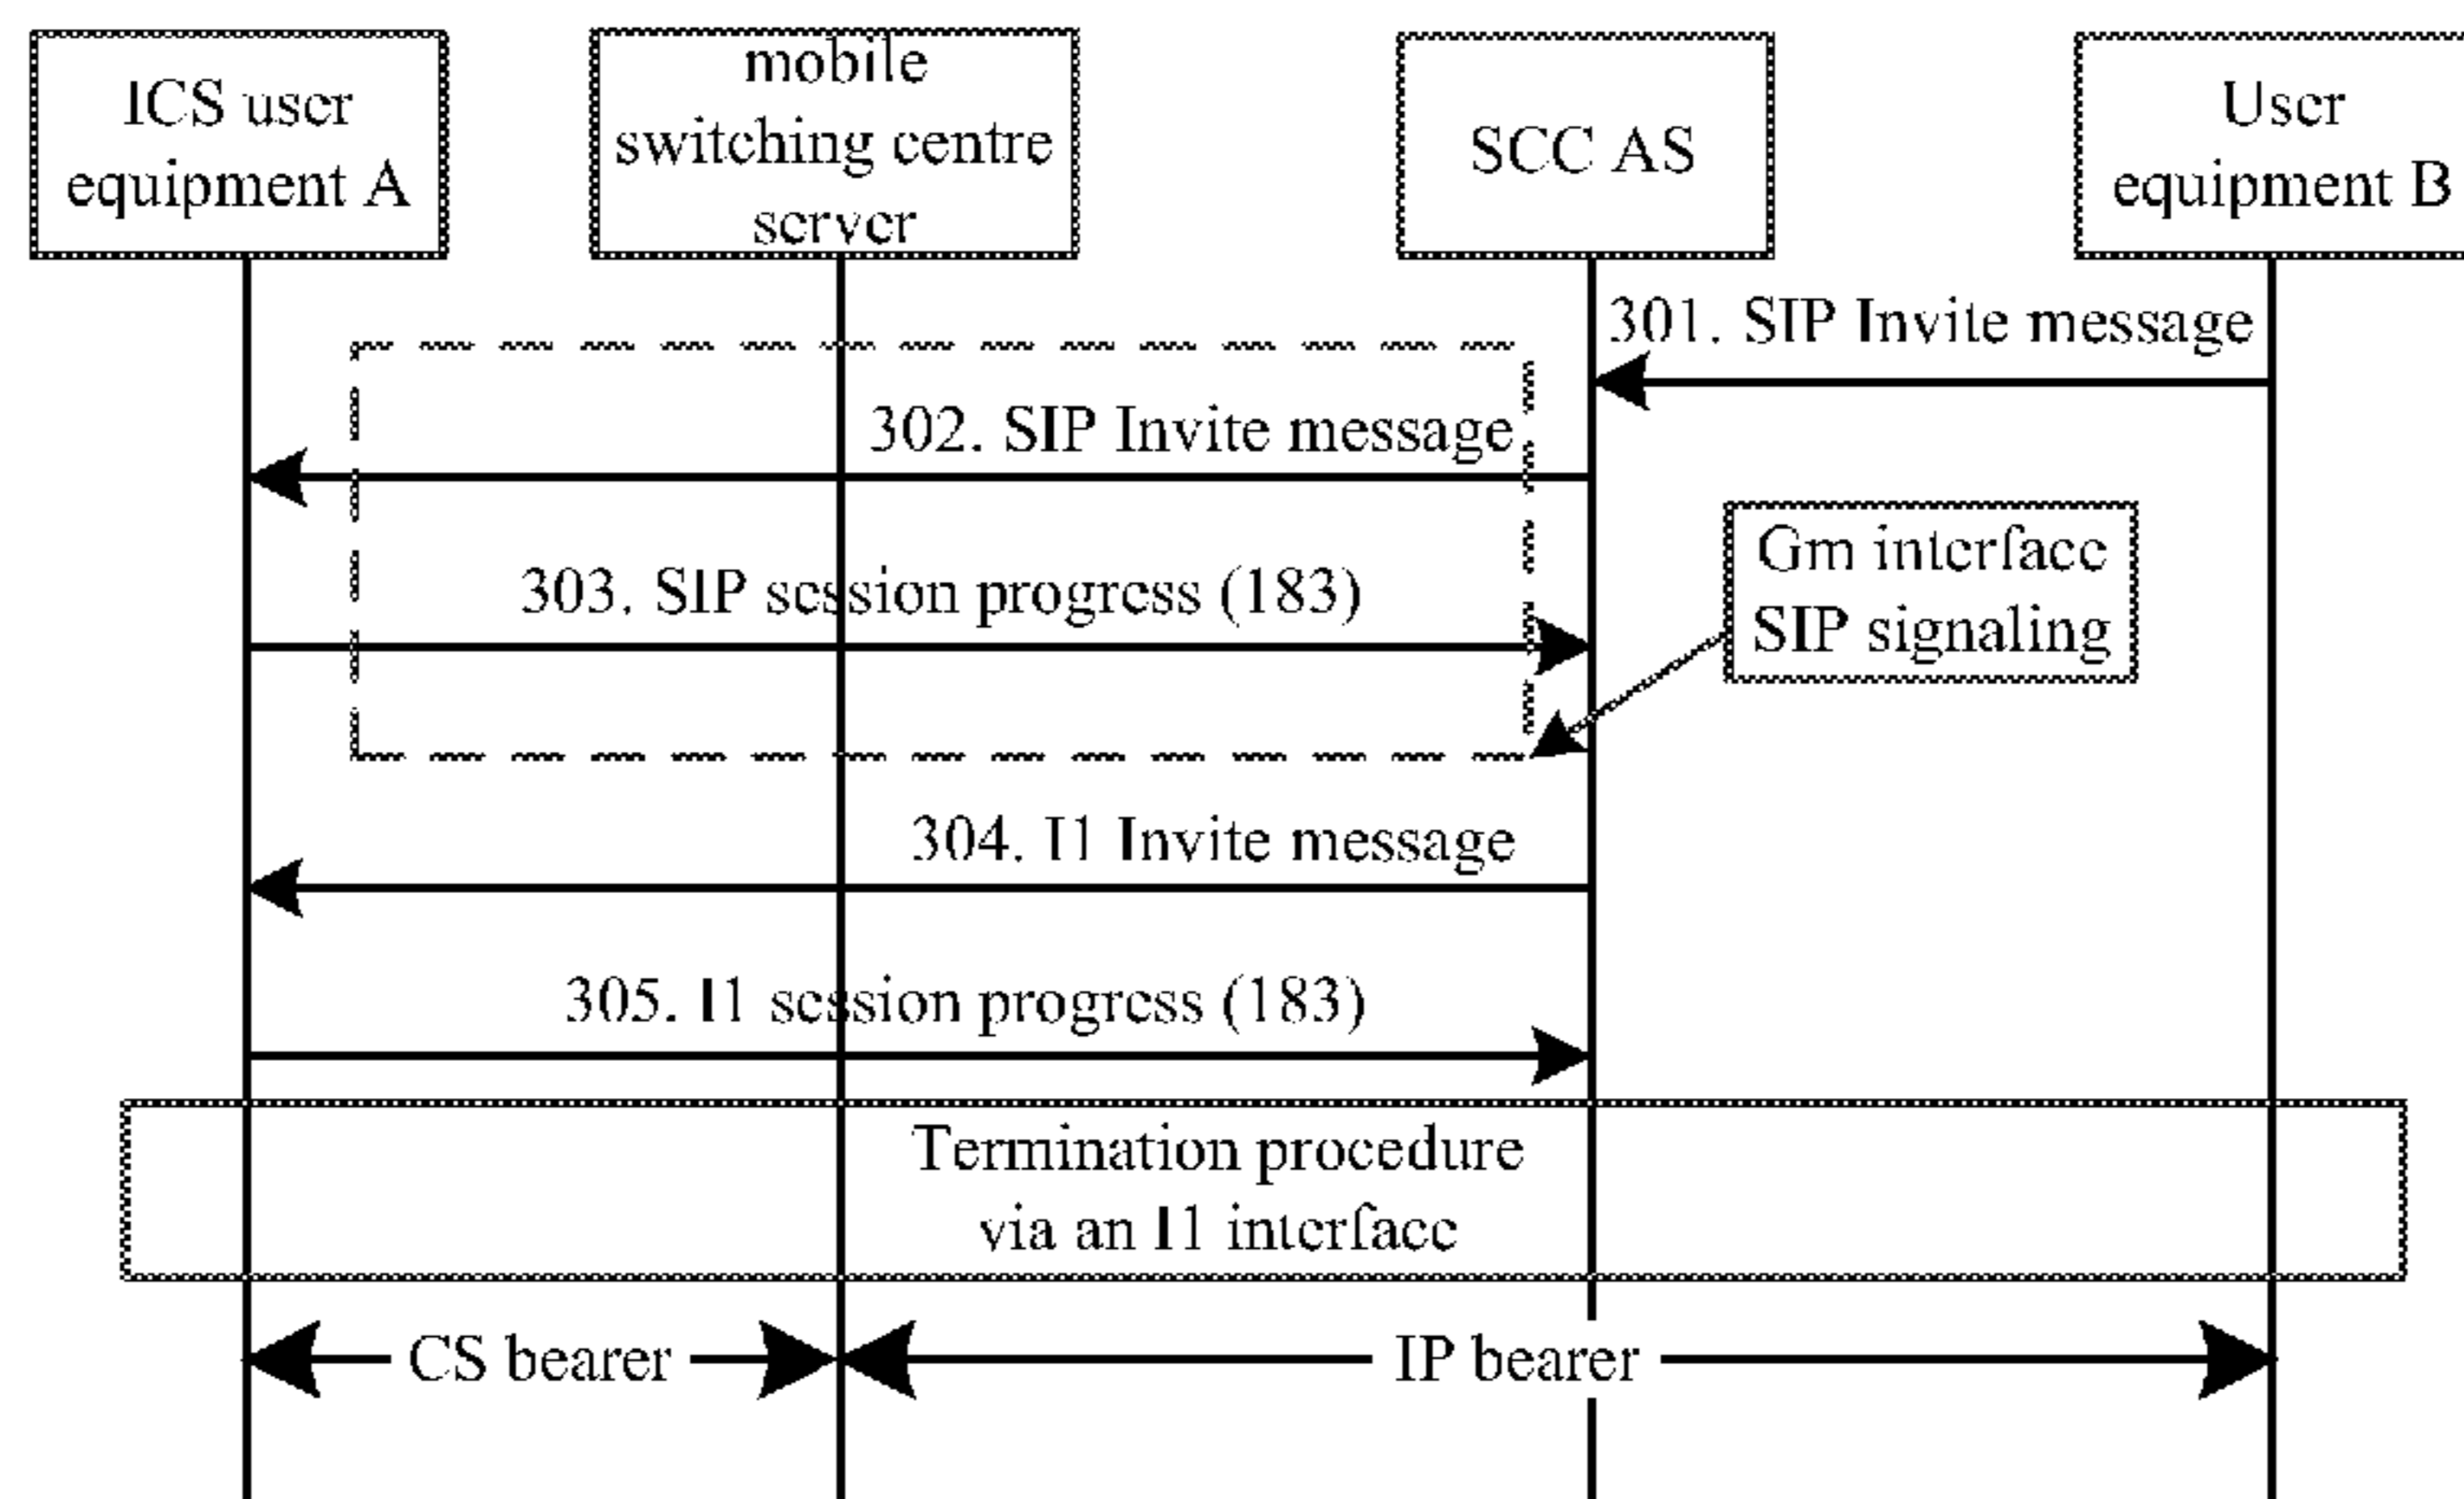 ICS user
equipment A
mobile
switching centre
server
SCC AS
User
equipment B
301. SIP Invite message
302. SIP Invite message
303. SIP session progress (183)
Gm interface
SIP signaling
304. I1 Invite message
305. I1 session progress (183)
Termination procedure
via an I1 interface
CS bearer
IP bearer